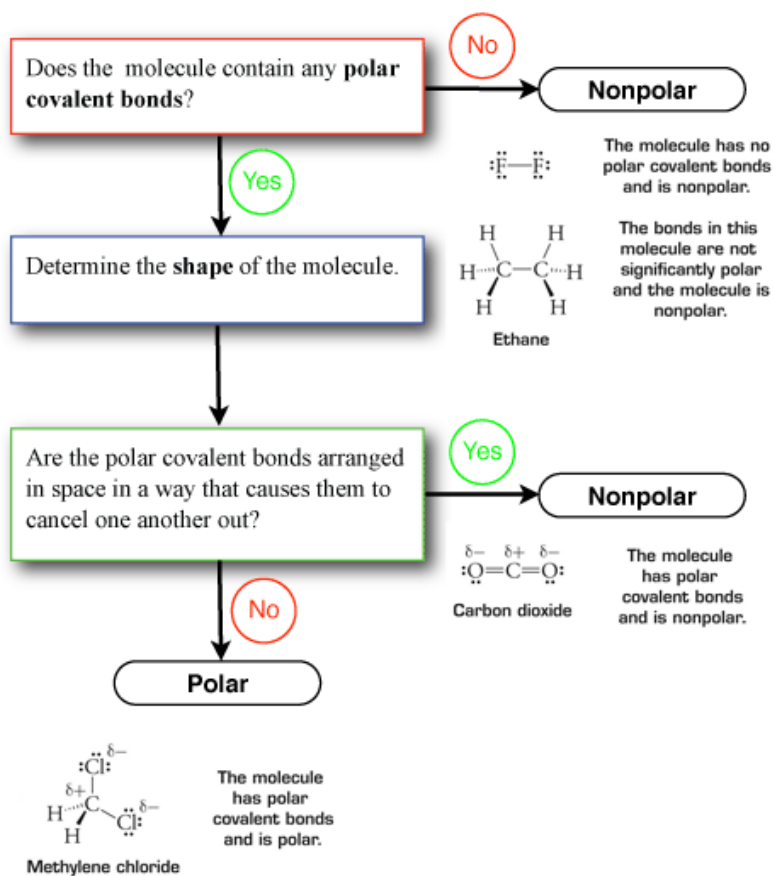 Does the molecule contain any polar
covalent bonds?
No
Nonpolar
:F—F:
The molecule has no
polar covalent bonds
and is nonpolar.
Yes
Determine the shape of the molecule.
H H
H C—C H
H H
Ethane
The bonds in this
molecule are not
significantly polar
and the molecule is
nonpolar.
Are the polar covalent bonds arranged
in space in a way that causes them to
cancel one another out?
Yes
Nonpolar
δ− δ+ δ−
:O=C=O:
Carbon dioxide
The molecule
has polar
covalent bonds
and is nonpolar.
No
Polar
:Cl: δ−
δ+
H C Cl: δ−
H
Methylene chloride
The molecule
has polar
covalent bonds
and is polar.